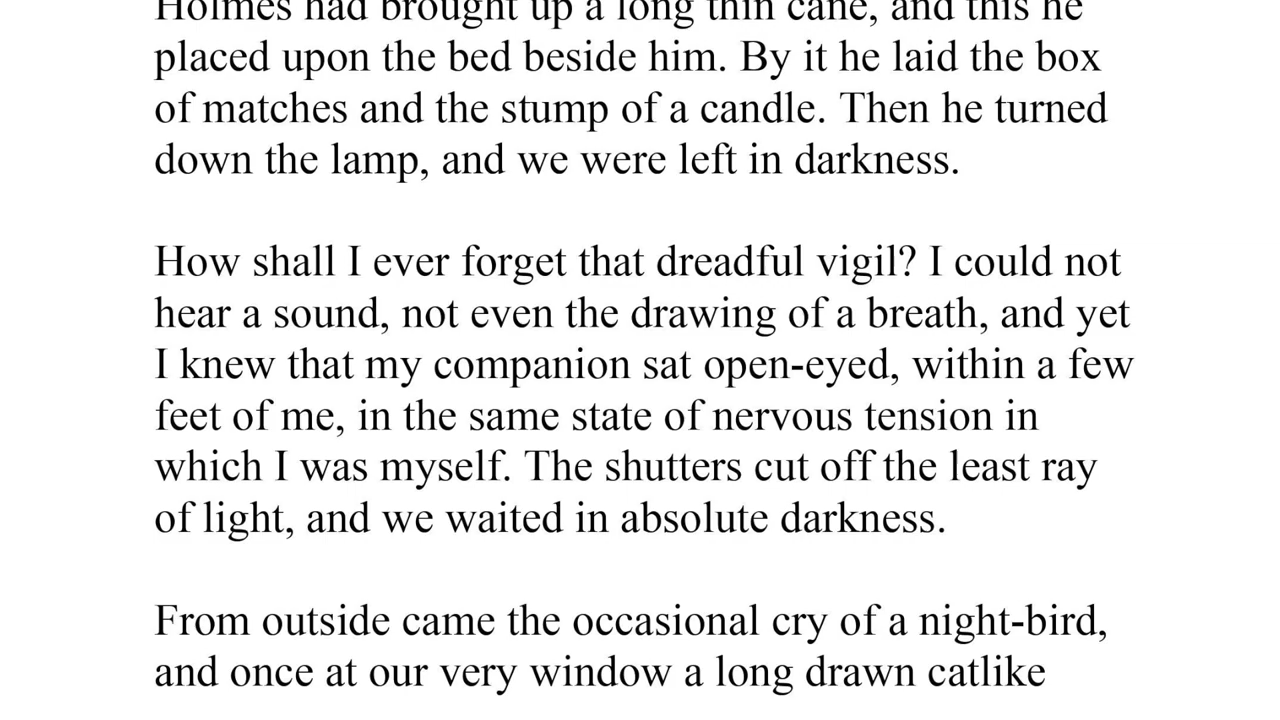 Holmes had brought up a long thin cane, and this he
placed upon the bed beside him. By it he laid the box
of matches and the stump of a candle. Then he turned
down the lamp, and we were left in darkness.
How shall I ever forget that dreadful vigil? I could not
hear a sound, not even the drawing of a breath, and yet
I knew that my companion sat open-eyed, within a few
feet of me, in the same state of nervous tension in
which I was myself. The shutters cut off the least ray
of light, and we waited in absolute darkness.
From outside came the occasional cry of a night-bird,
and once at our very window a long drawn catlike